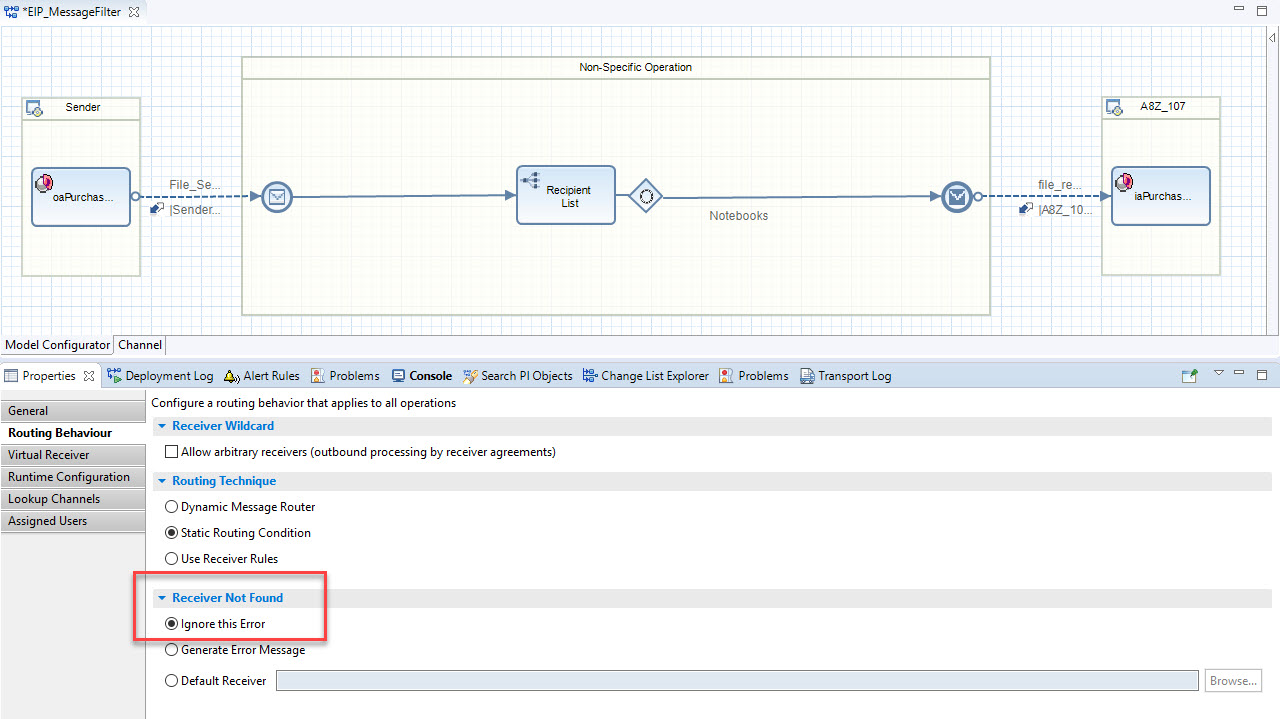 *EIP_MessageFilter
Non-Specific Operation
Sender
A8Z_107
oaPurchas...
File_Se...
|Sender...
Recipient
List
Notebooks
file_re...
|A8Z_10...
iaPurchas...
Model Configurator
Channel
Properties
Deployment Log
Alert Rules
Problems
Console
Search PI Objects
Change List Explorer
Problems
Transport Log
General
Routing Behaviour
Virtual Receiver
Runtime Configuration
Lookup Channels
Assigned Users
Configure a routing behavior that applies to all operations
Receiver Wildcard
Allow arbitrary receivers (outbound processing by receiver agreements)
Routing Technique
Dynamic Message Router
Static Routing Condition
Use Receiver Rules
Receiver Not Found
Ignore this Error
Generate Error Message
Default Receiver
Browse...